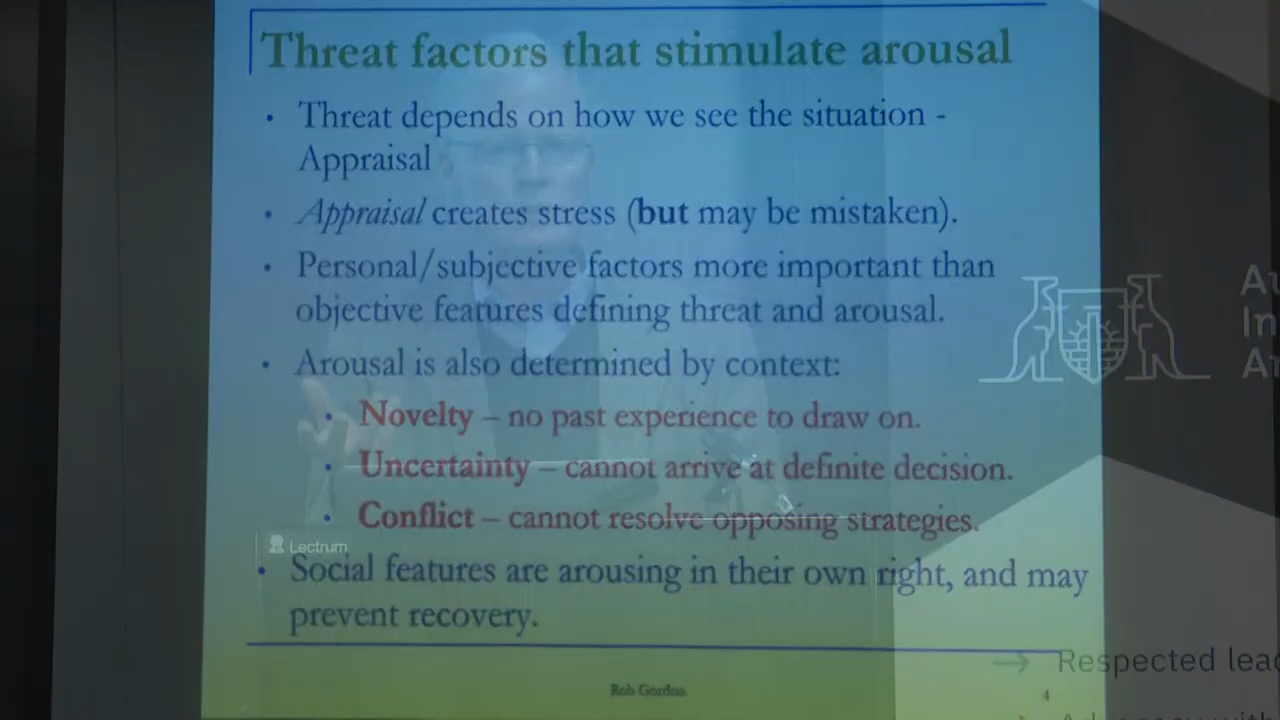 Threat factors that stimulate arousal
• Threat depends on how we see the situation -
Appraisal
• Appraisal creates stress (but may be mistaken).
• Personal/subjective factors more important than
objective features defining threat and arousal.
• Arousal is also determined by context:
• Novelty – no past experience to draw on.
• Uncertainty – cannot arrive at definite decision.
• Conflict – cannot resolve opposing strategies.
Lectrum
• Social features are arousing in their own right, and may
prevent recovery.
Respected
Rob Gordon
4